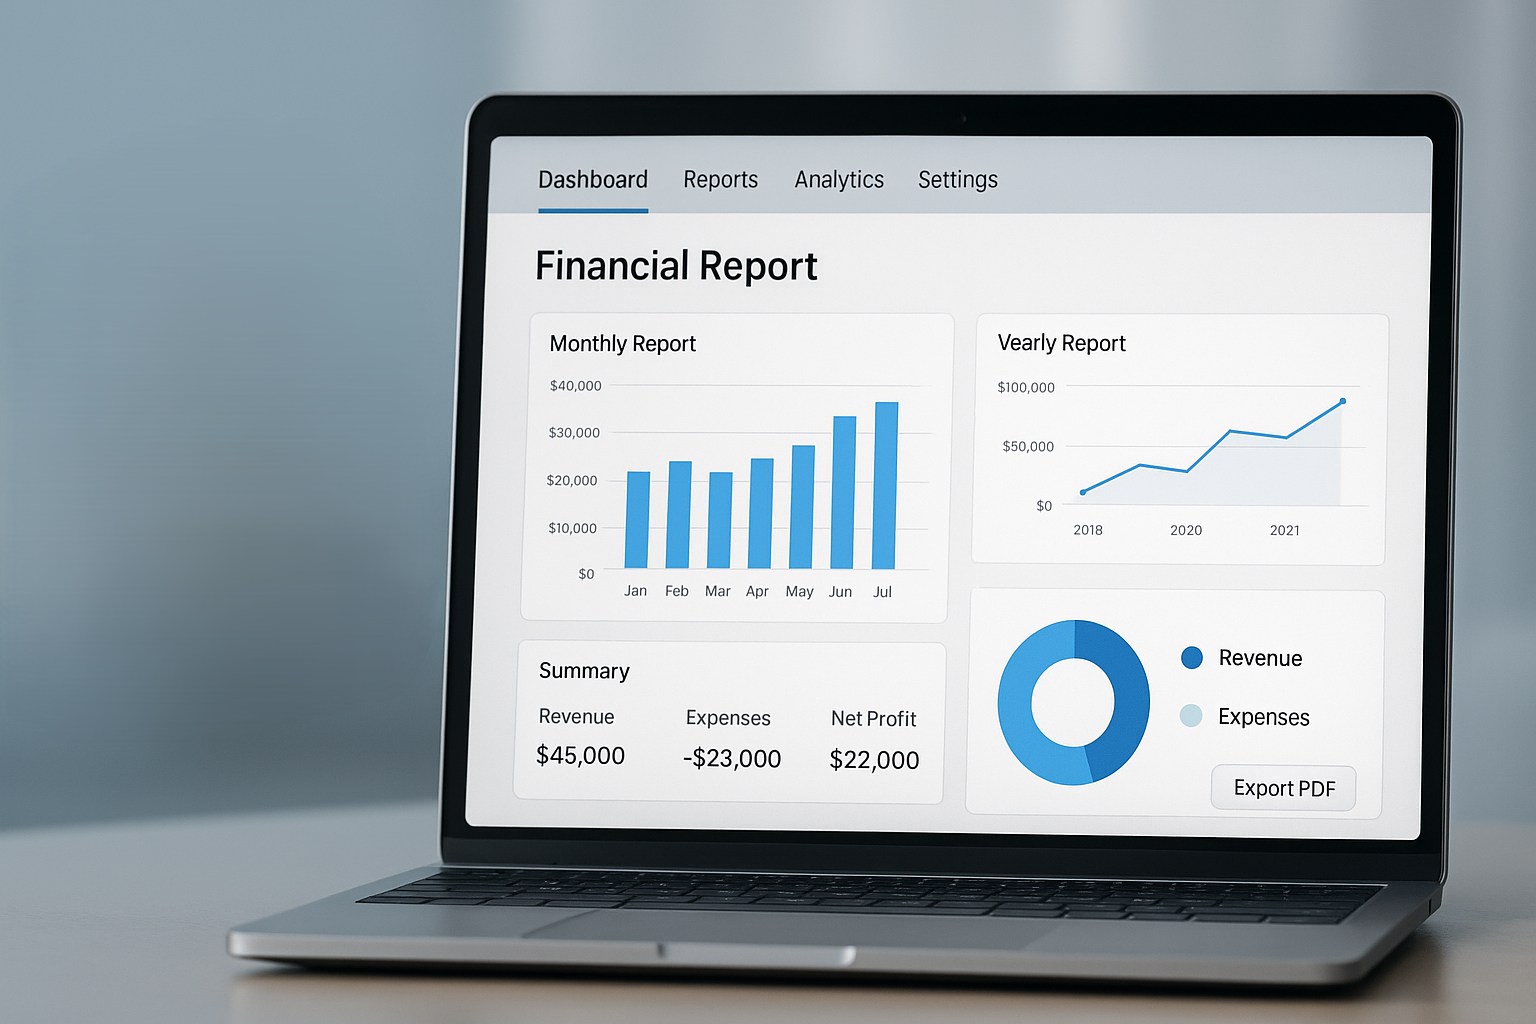 Dashboard Reports Analytics Settings
Financial Report
Monthly Report
$40,000
$30,000
$20,000
$10,000
$0
Jan Feb Mar Apr May Jun Jul
Vearly Report
$100,000
$50,000
$0
2018 2020 2021
Summary
Revenue Expenses Net Profit
$45,000 -$23,000 $22,000
Revenue
Expenses
Export PDF